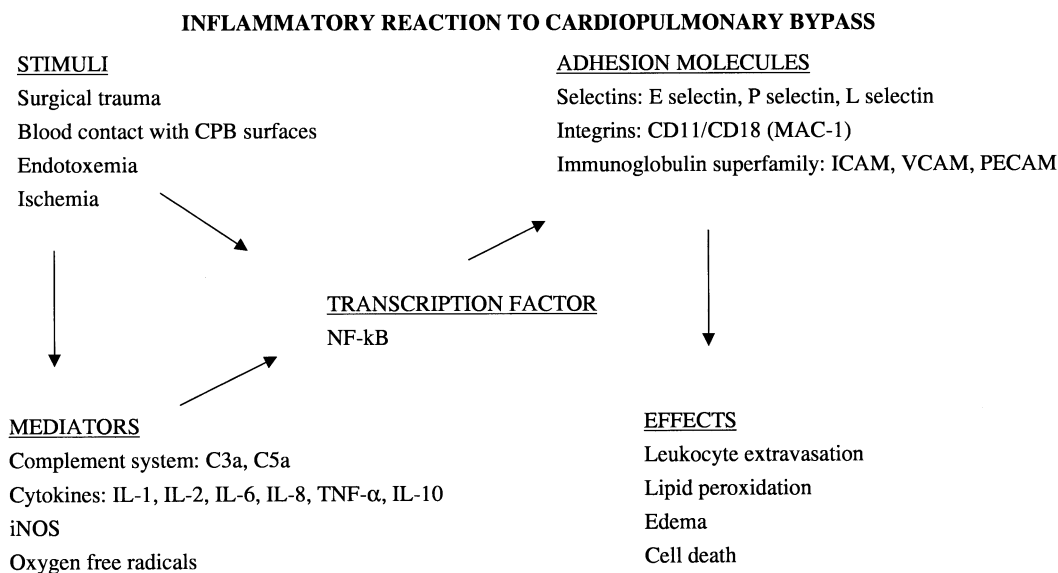 INFLAMMATORY REACTION TO CARDIOPULMONARY BYPASS
STIMULI
Surgical trauma
Blood contact with CPB surfaces
Endotoxemia
Ischemia
ADHESION MOLECULES
Selectins: E selectin, P selectin, L selectin
Integrins: CD11/CD18 (MAC-1)
Immunoglobulin superfamily: ICAM, VCAM, PECAM
TRANSCRIPTION FACTOR
NF-kB
MEDIATORS
Complement system: C3a, C5a
Cytokines: IL-1, IL-2, IL-6, IL-8, TNF-α, IL-10
iNOS
Oxygen free radicals
EFFECTS
Leukocyte extravasation
Lipid peroxidation
Edema
Cell death